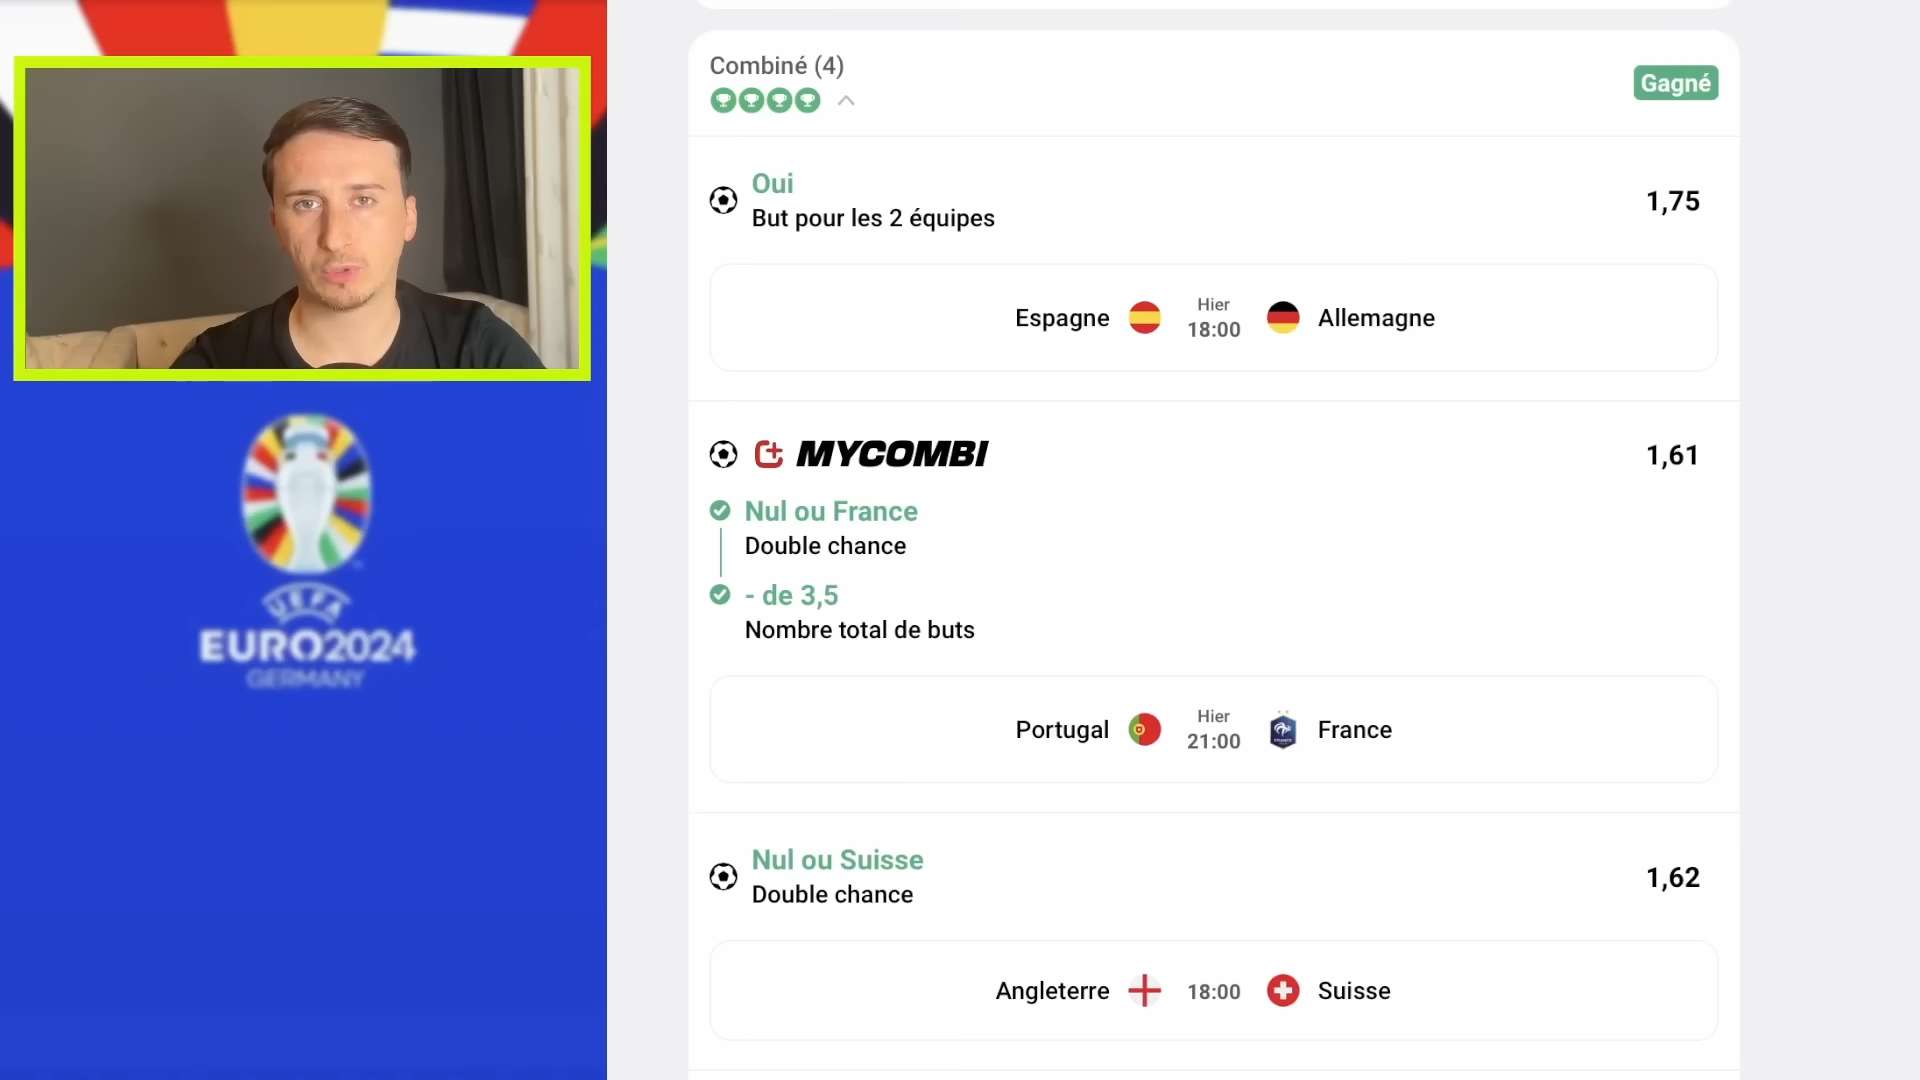 Combiné (4)
Gagné
Oui
But pour les 2 équipes
1,75
Espagne
Hier
18:00
Allemagne
MYCOMBI
1,61
Nul ou France
Double chance
- de 3,5
Nombre total de buts
Portugal
Hier
21:00
France
Nul ou Suisse
Double chance
1,62
Angleterre
18:00
Suisse
UEFA
EURO2024
GERMANY